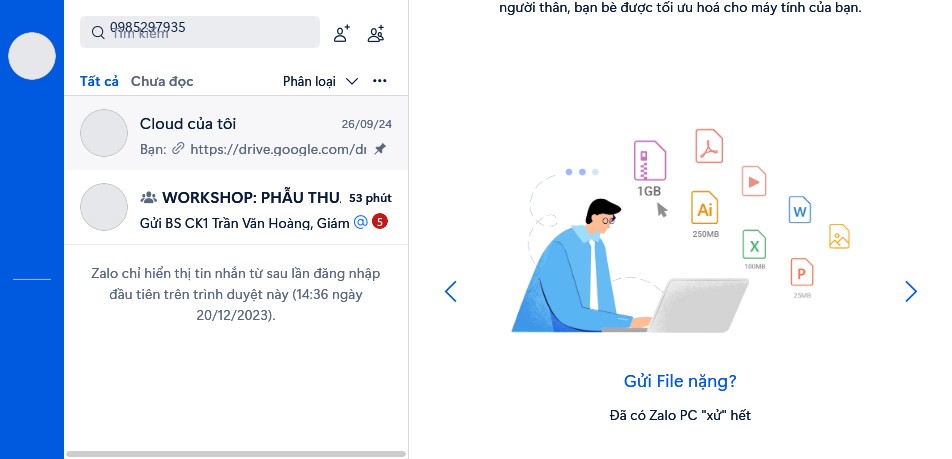 0985297935
Tìm kiếm
Tất cả Chưa đọc Phân loại
Cloud của tôi 26/09/24
Bạn: https://drive.google.com/dr
WORKSHOP: PHẪU THU. 53 phút
Gửi BS CK1 Trần Văn Hoàng, Giám @ 5
Zalo chỉ hiển thị tin nhắn từ sau lần đăng nhập
đầu tiên trên trình duyệt này (14:36 ngày
20/12/2023).
người thân, bạn bè được tối ưu hoá cho máy tính của bạn.
1GB
Ai
250MB
W
X
100MB
P
25MB
Gửi File nặng?
Đã có Zalo PC "xử" hết